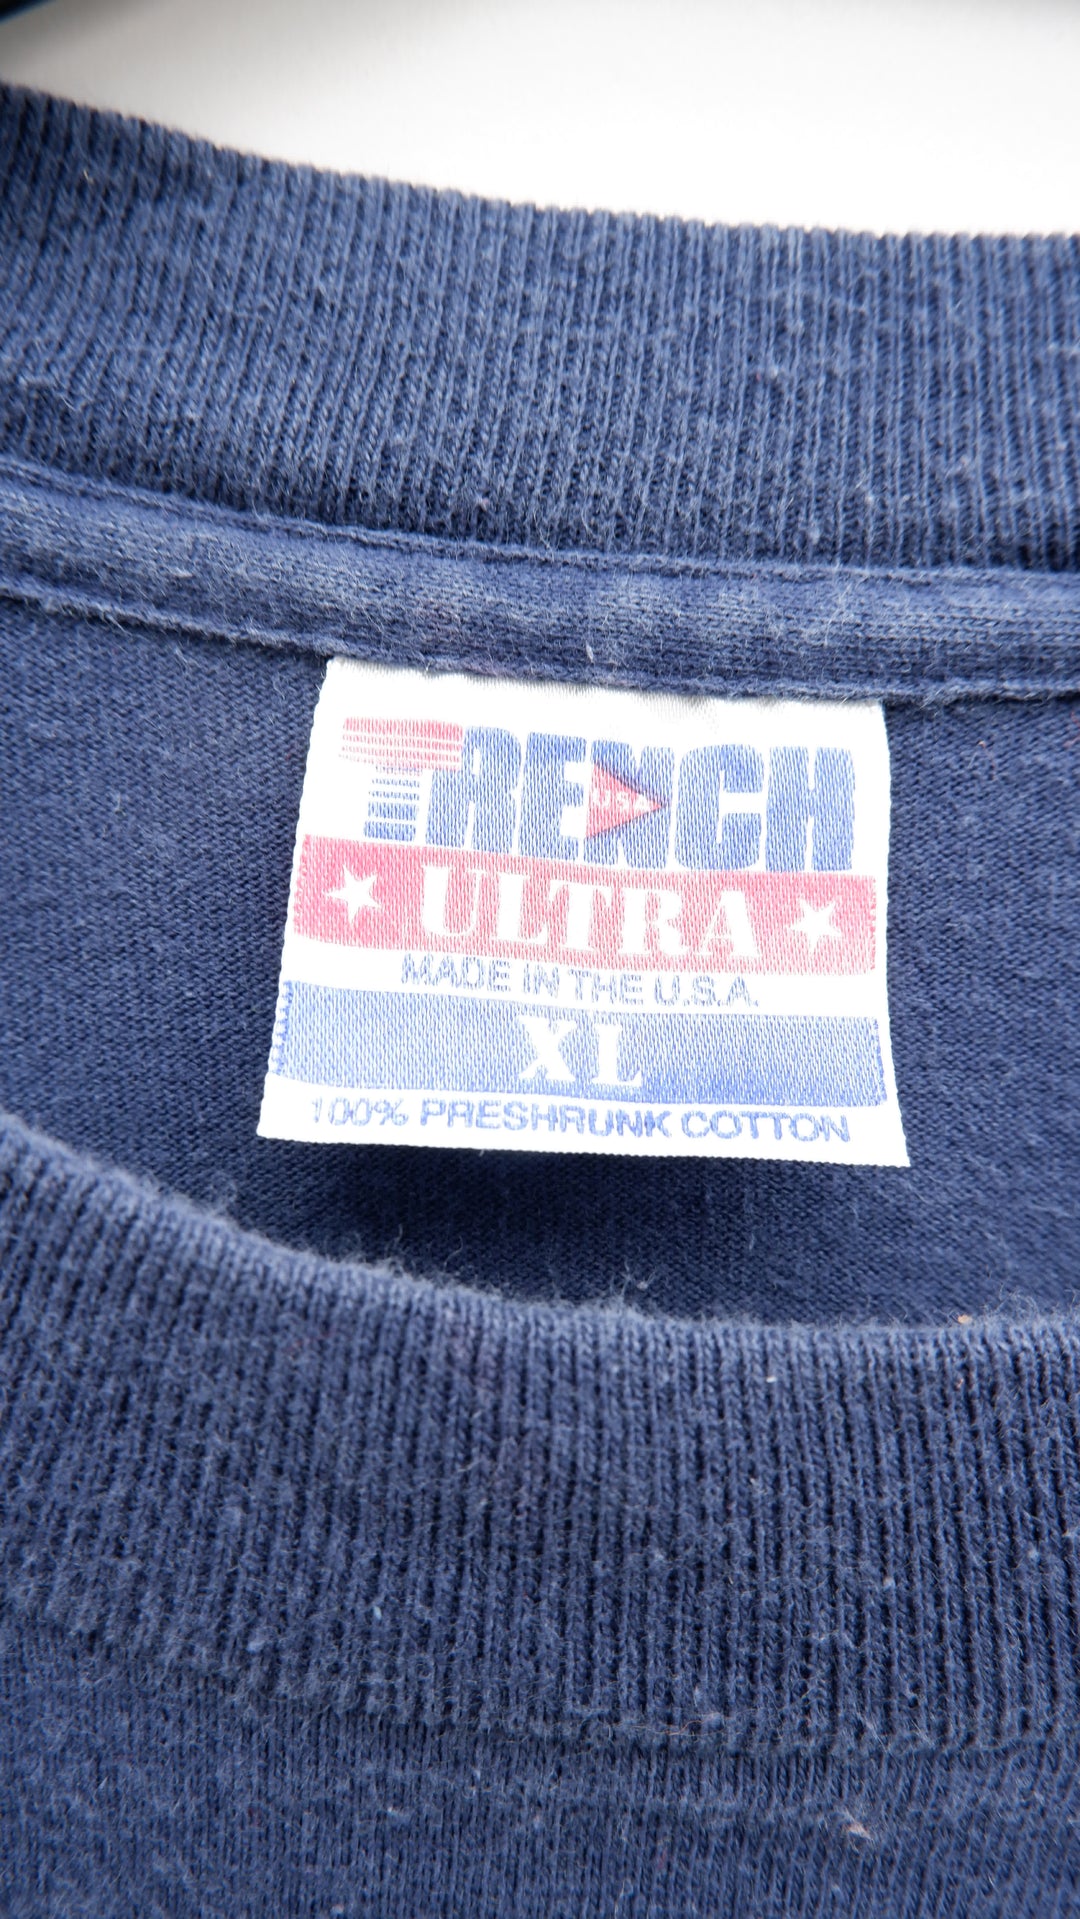 TRENCH
USA
ULTRA
MADE IN THE U.S.A.
XL
100% PRESHRUNK COTTON